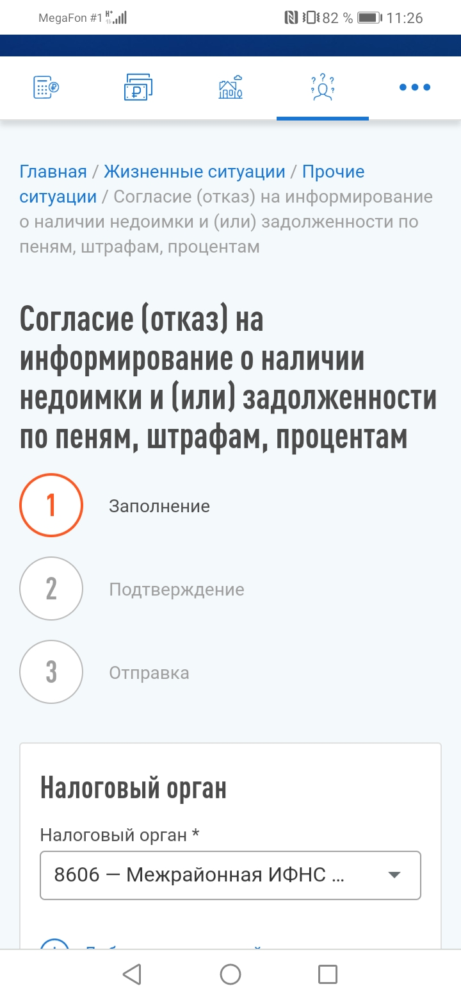 MegaFon #1 H+ 82 % 11:26
Главная / Жизненные ситуации / Прочие
ситуации / Согласие (отказ) на информирование
о наличии недоимки и (или) задолженности по
пеням, штрафам, процентам
Согласие (отказ) на
информирование о наличии
недоимки и (или) задолженности
по пеням, штрафам, процентам
1 Заполнение
2 Подтверждение
3 Отправка
Налоговый орган
Налоговый орган *
8606 — Межрайонная ИФНС ...